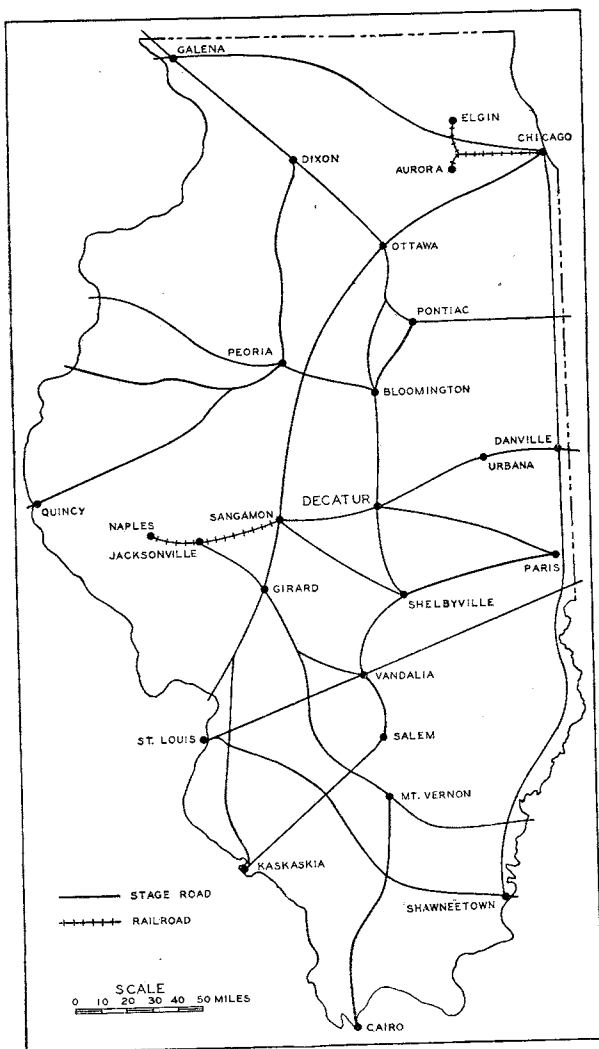 GALENA
ELGIN
CHICAGO
DIXON
AURORA
OTTAWA
PONTIAC
PEORIA
BLOOMINGTON
DANVILLE
URBANA
DECATUR
QUINCY
NAPLES
SANGAMON
JACKSONVILLE
PARIS
GIRARD
SHELBYVILLE
VANDALIA
ST. LOUIS
SALEM
MT. VERNON
KASKASKIA
STAGE ROAD
SHAWNEETOWN
RAILROAD
SCALE
0 10 20 30 40 50 MILES
CAIRO